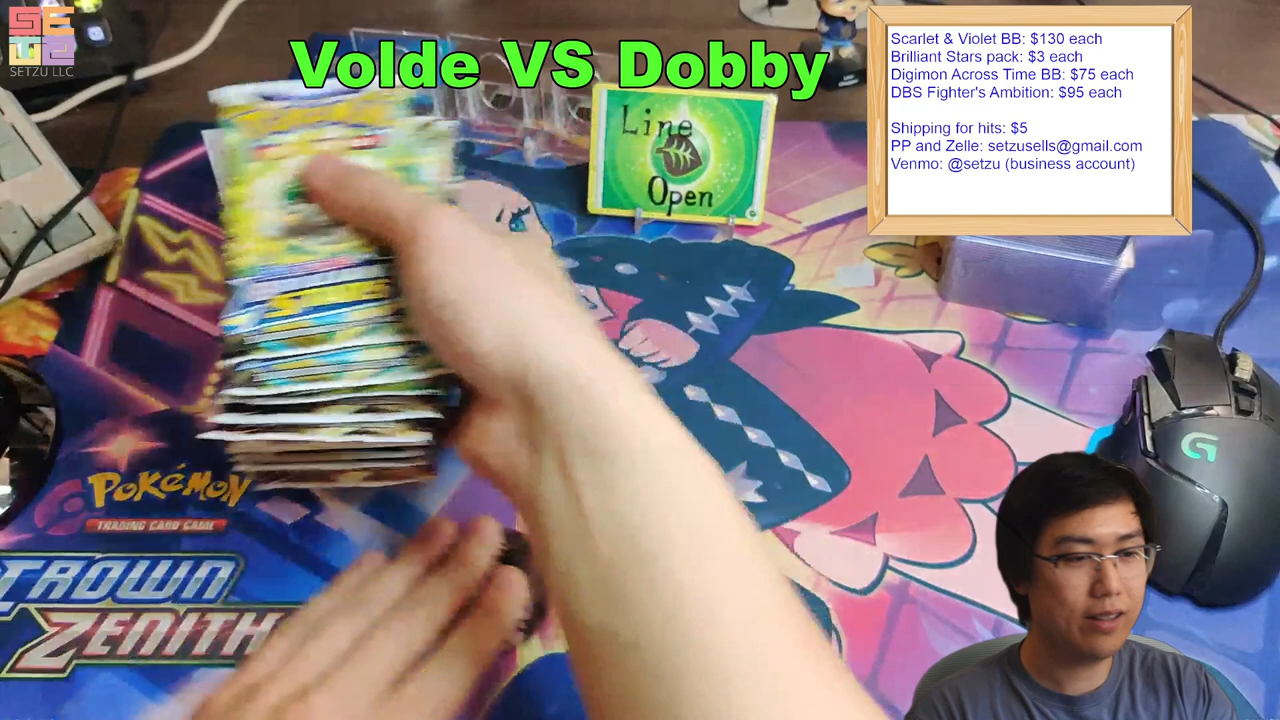 SETZ
SETZU LLC
Volde VS Dobby
Line
Open
Scarlet & Violet BB: $130 each
Brilliant Stars pack: $3 each
Digimon Across Time BB: $75 each
DBS Fighter's Ambition: $95 each
Shipping for hits: $5
PP and Zelle: setzusells@gmail.com
Venmo: @setzu (business account)
G
POKéMON
TRADING CARD GAME
CROWN
ZENITH